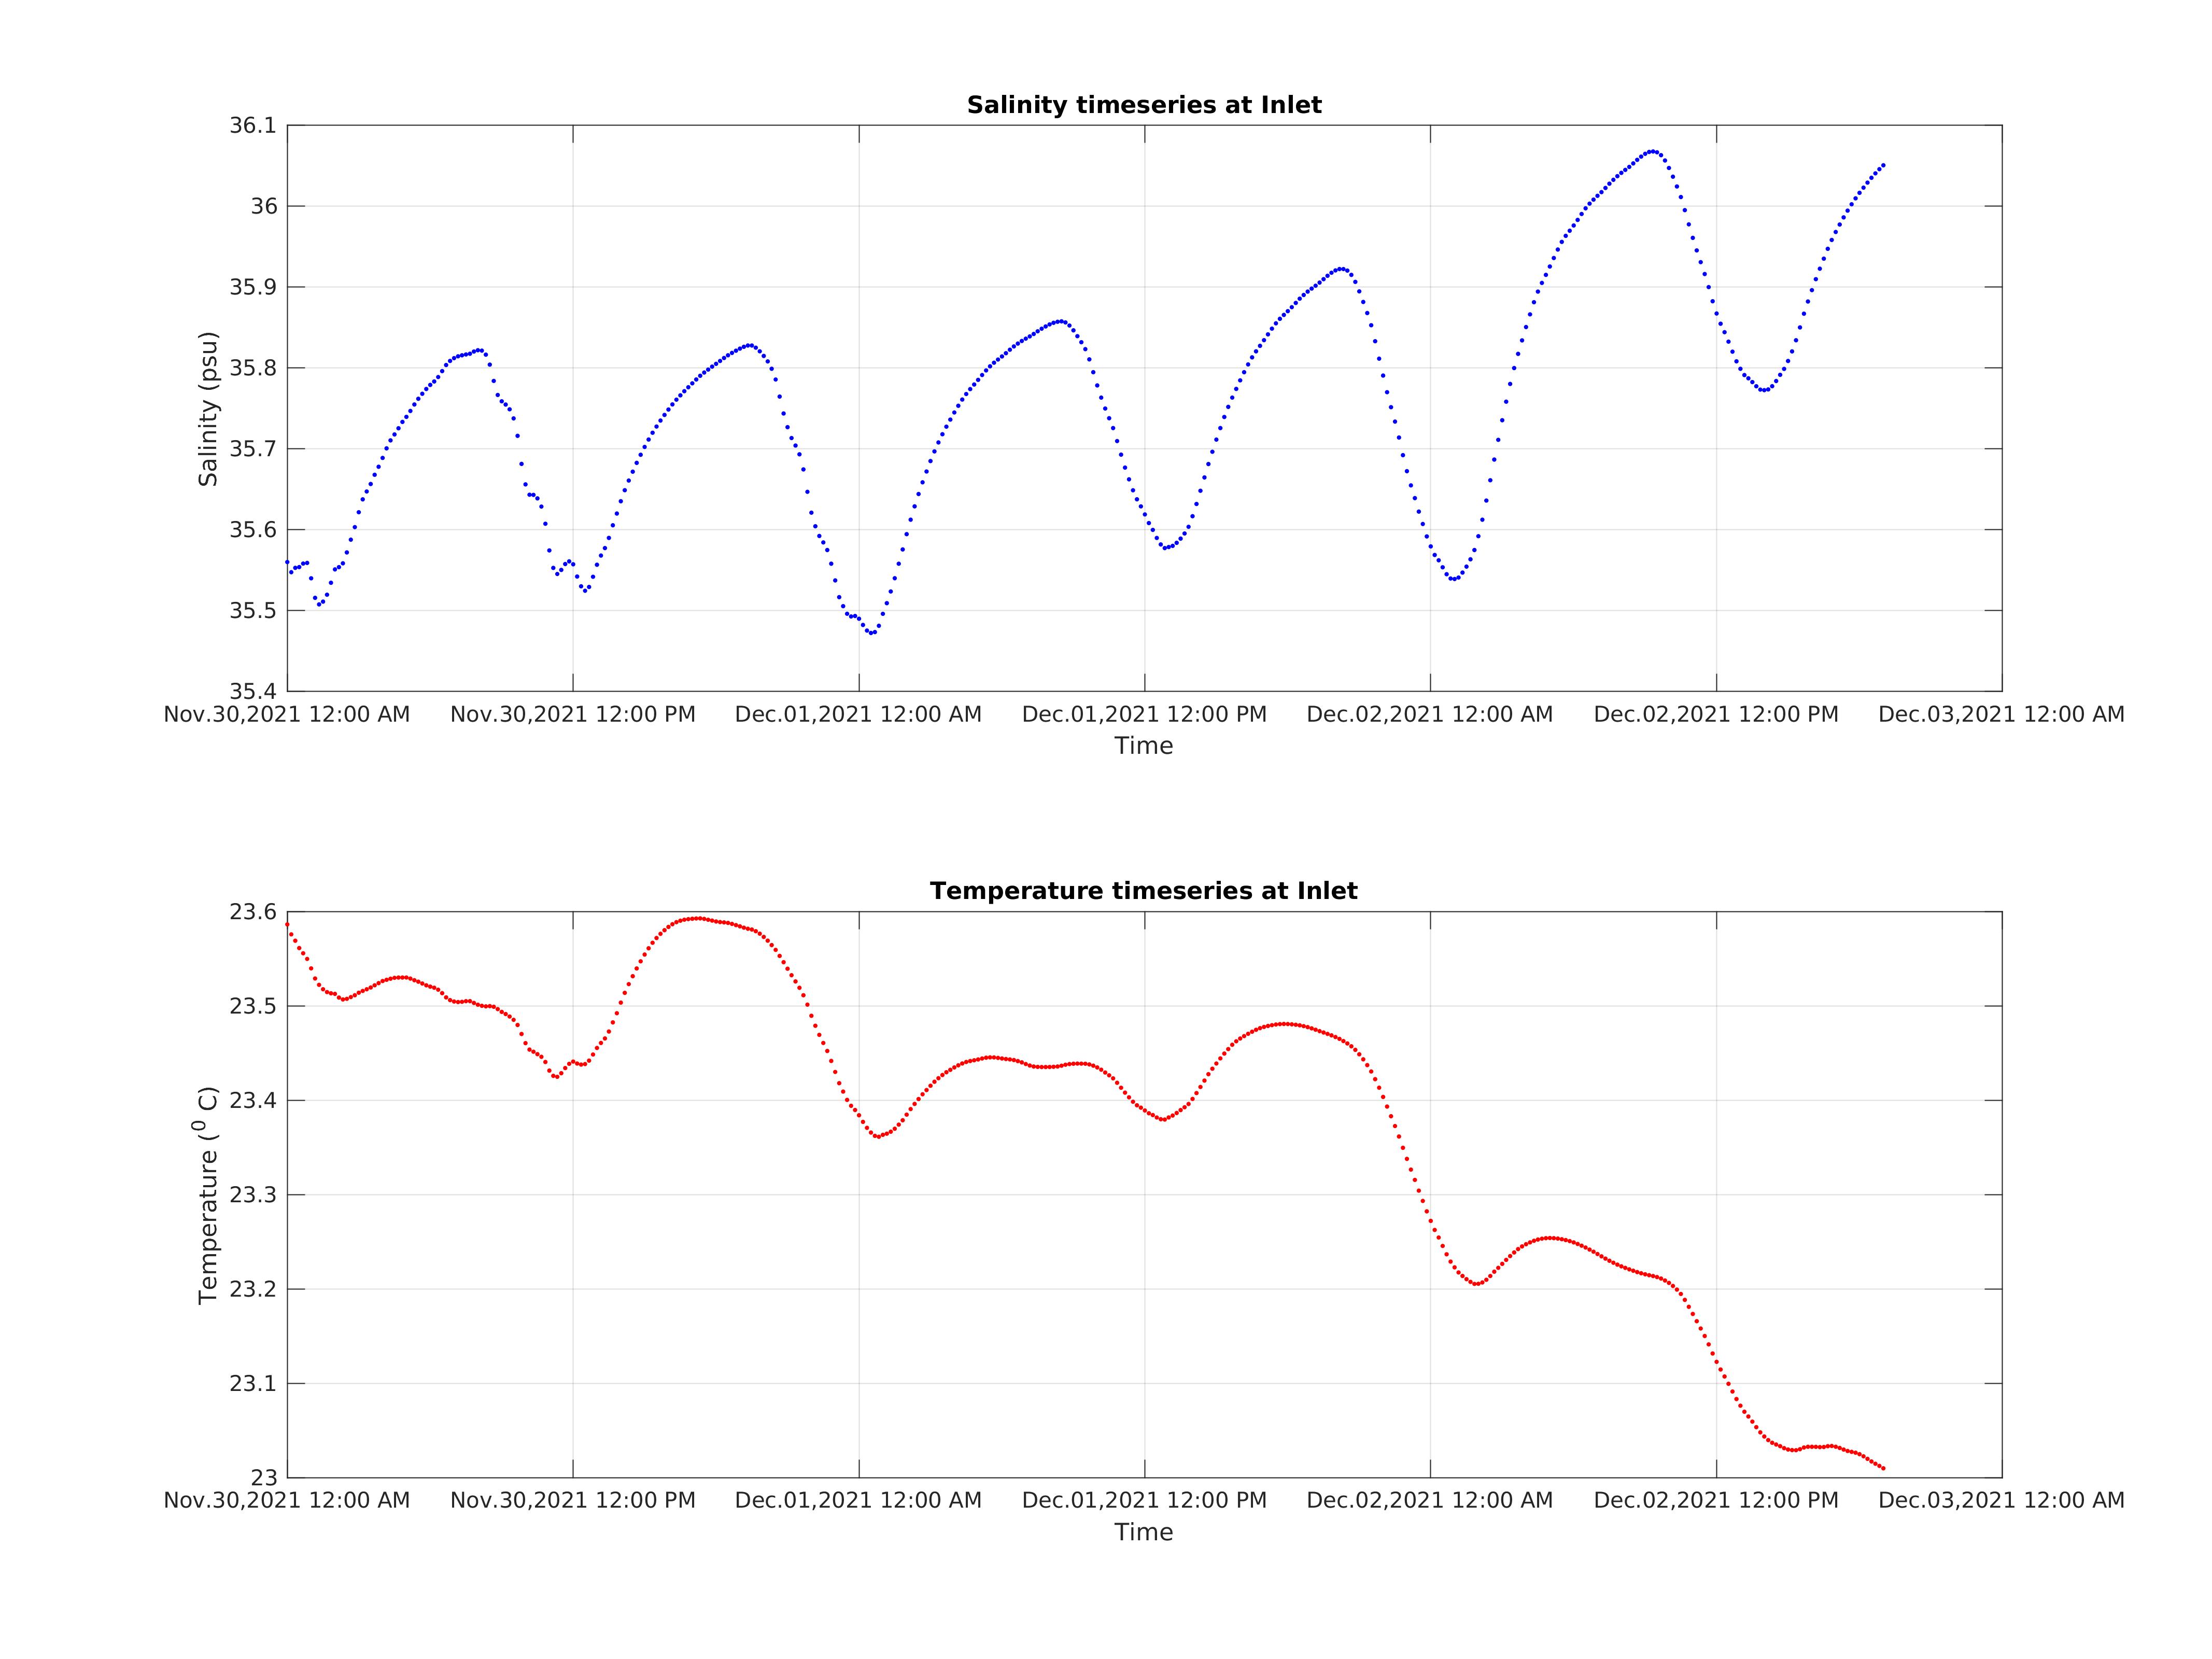 Salinity timeseries at Inlet
36.1
36
35.9
35.8
35.7
35.6
35.5
35.4
Salinity (psu)
Nov.30,2021 12:00 AM Nov.30,2021 12:00 PM Dec.01,2021 12:00 AM Dec.01,2021 12:00 PM Dec.02,2021 12:00 AM Dec.02,2021 12:00 PM Dec.03,2021 12:00 AM
Time
Temperature timeseries at Inlet
23.6
23.5
23.4
23.3
23.2
23.1
23
Temperature (⁰ C)
Nov.30,2021 12:00 AM Nov.30,2021 12:00 PM Dec.01,2021 12:00 AM Dec.01,2021 12:00 PM Dec.02,2021 12:00 AM Dec.02,2021 12:00 PM Dec.03,2021 12:00 AM
Time